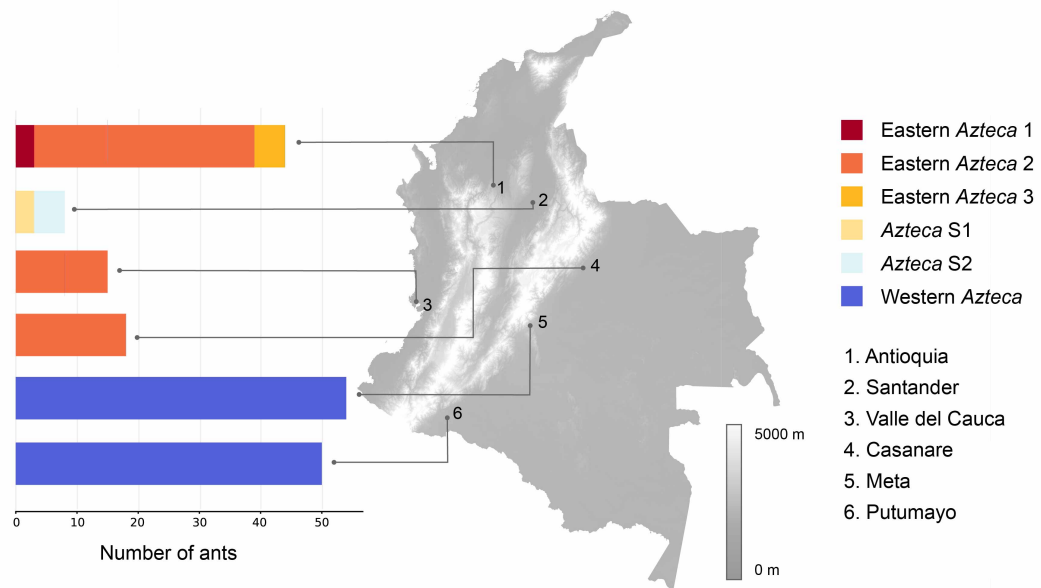 Eastern Azteca 1
Eastern Azteca 2
Eastern Azteca 3
Azteca S1
Azteca S2
Western Azteca
1
2
3
4
5
6
1. Antioquia
2. Santander
3. Valle del Cauca
4. Casanare
5. Meta
6. Putumayo
5000 m
0 m
0 10 20 30 40 50
Number of ants